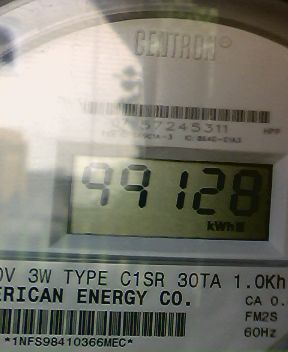 CENTRON®
57245311
99128
kWh
0V 3W TYPE C1SR 30TA 1.0Kh
ERICAN ENERGY CO.
CA 0.
FM2S
60Hz
*1NFS98410366MEC*